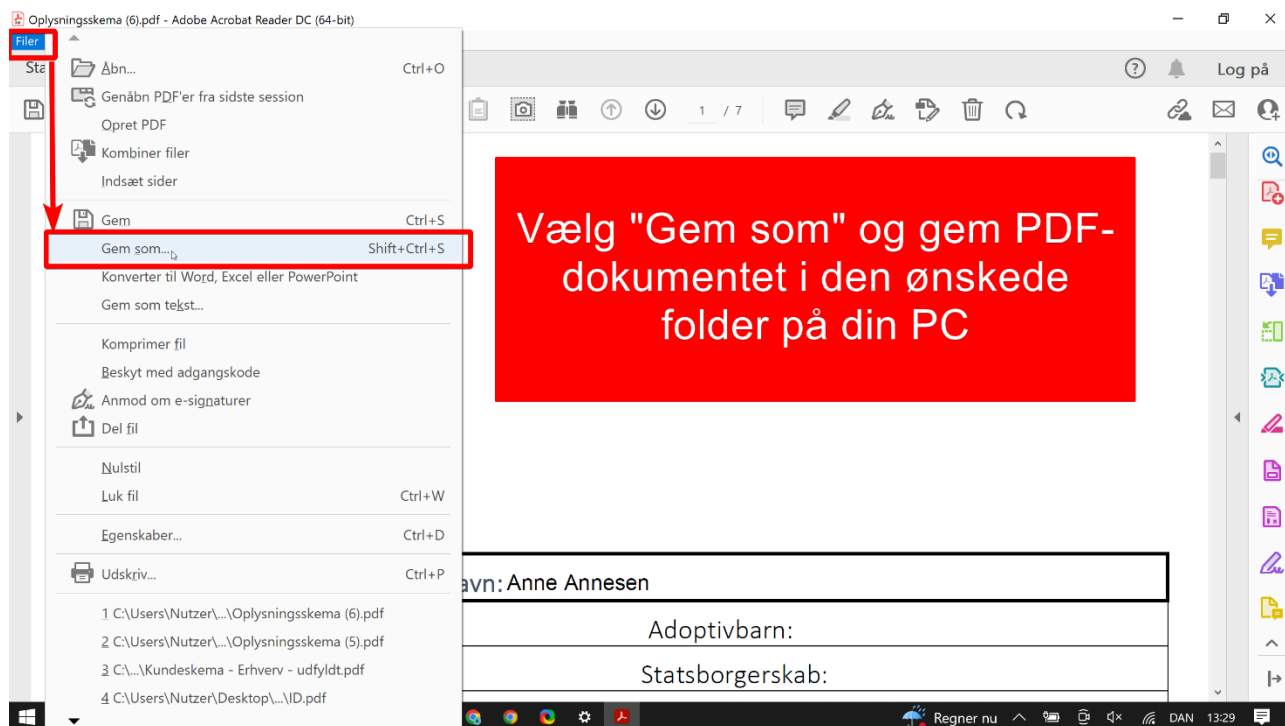 Oplysningsskema (6).pdf - Adobe Acrobat Reader DC (64-bit)
Filer
Sta
Log på
1 / 7
Åbn... Ctrl+O
Genåbn PDF'er fra sidste session
Opret PDF
Kombiner filer
Indsæt sider
Gem Ctrl+S
Gem som... Shift+Ctrl+S
Konverter til Word, Excel eller PowerPoint
Gem som tekst...
Komprimer fil
Beskyt med adgangskode
Anmod om e-signaturer
Del fil
Nulstil
Luk fil Ctrl+W
Egenskaber... Ctrl+D
Udskriv... Ctrl+P
1 C:\Users\Nutzer\...\Oplysningsskema (6).pdf
2 C:\Users\Nutzer\...\Oplysningsskema (5).pdf
3 C:\...\Kundeskema - Erhverv - udfyldt.pdf
4 C:\Users\Nutzer\Desktop\...\ID.pdf
Vælg "Gem som" og gem PDF-
dokumentet i den ønskede
folder på din PC
avn: Anne Annesen
Adoptivbarn:
Statsborgerskab:
Regner nu
DAN
13:29